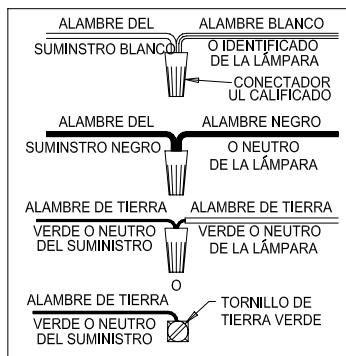 ALAMBRE DEL ALAMBRE BLANCO
SUMINSTRO BLANCO O IDENTIFICADO
DE LA LÁMPARA
CONECTADOR
UL CALIFICADO
ALAMBRE DEL ALAMBRE NEGRO
SUMINSTRO NEGRO O NEUTRO
DE LA LÁMPARA
ALAMBRE DE TIERRA ALAMBRE DE TIERRA
VERDE O NEUTRO VERDE O NEUTRO
DEL SUMINISTRO DE LA LÁMPARA
O
ALAMBRE DE TIERRA TORNILLO DE
VERDE O NEUTRO TIERRA VERDE
DEL SUMINISTRO